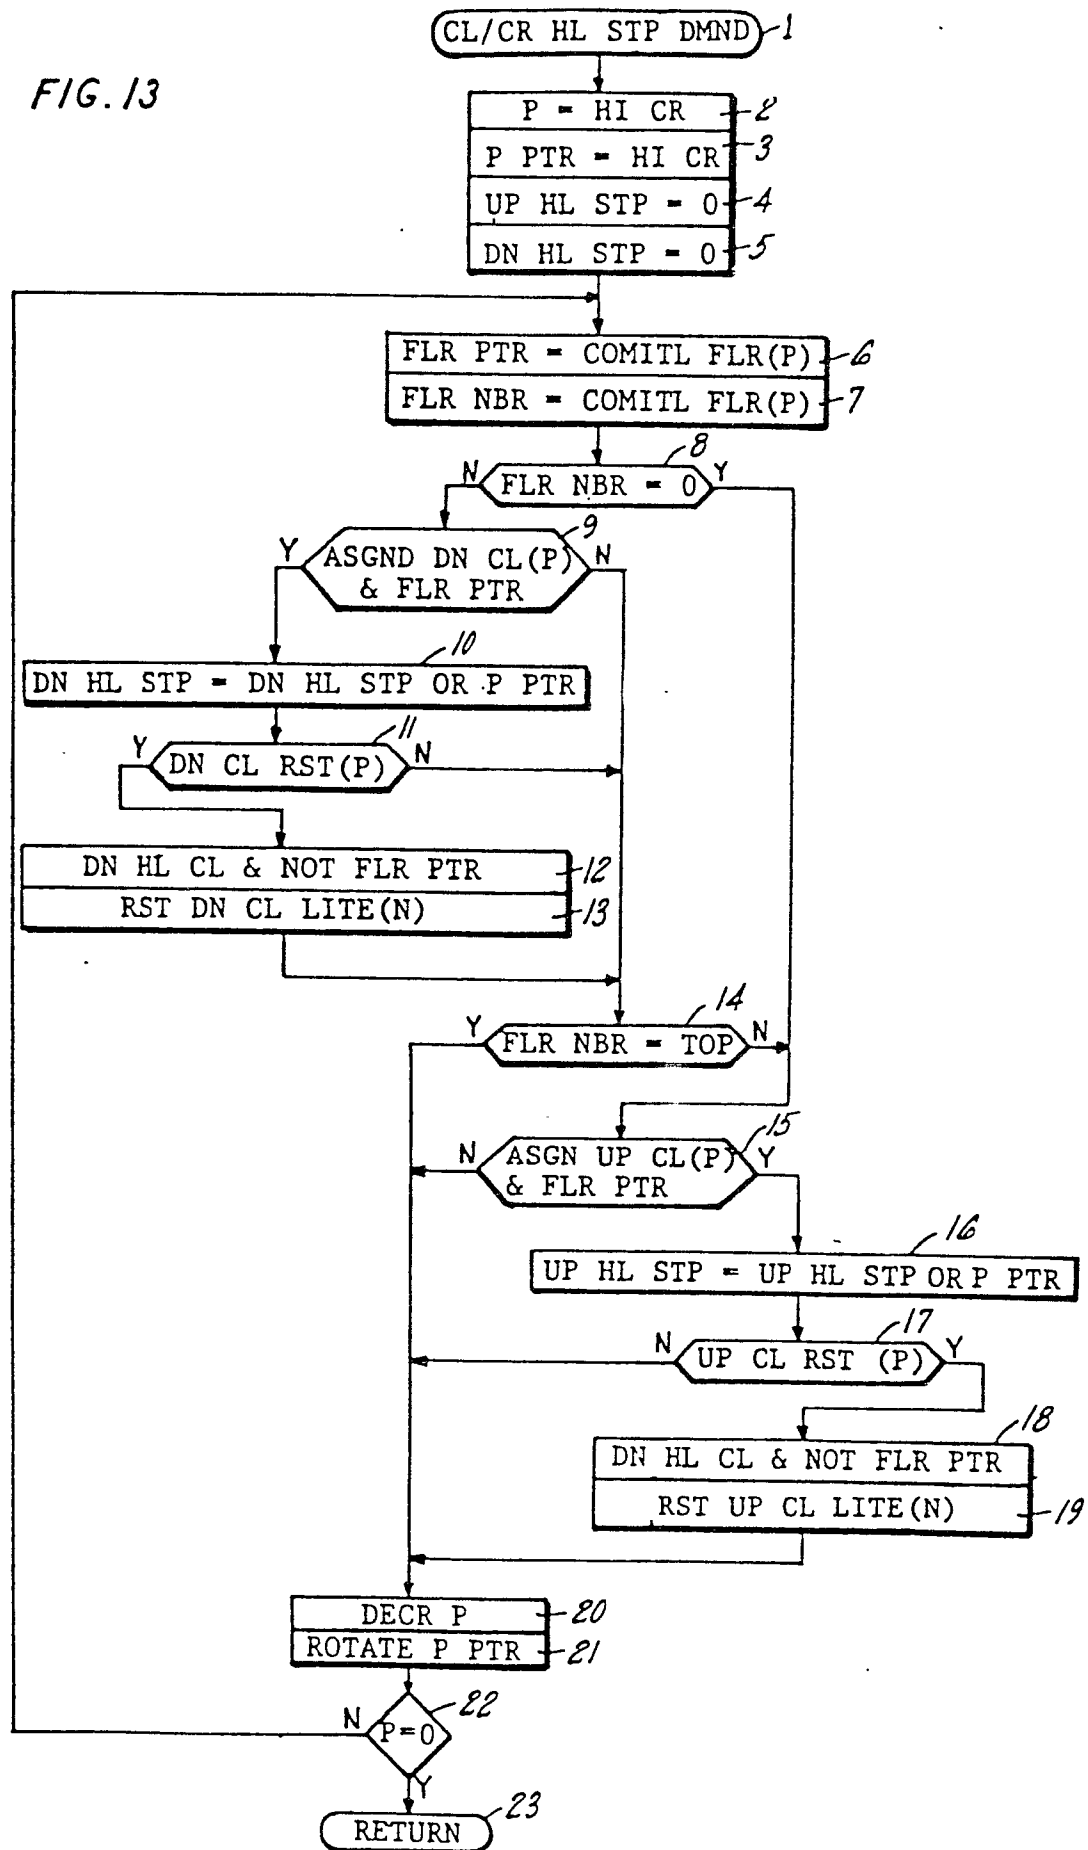 FIG. 13
CL/CR HL STP DMND 1
P = HI CR 2
P PTR = HI CR 3
UP HL STP = 0 4
DN HL STP = 0 5
FLR PTR = COMITL FLR(P) 6
FLR NBR = COMITL FLR(P) 7
8
N FLR NBR = 0 Y
9
Y ASGND DN CL(P) N
& FLR PTR
10
DN HL STP = DN HL STP OR P PTR
11
Y DN CL RST(P) N
DN HL CL & NOT FLR PTR 12
RST DN CL LITE(N) 13
14
Y FLR NBR = TOP N
15
N ASGN UP CL(P) Y
& FLR PTR
16
UP HL STP = UP HL STP OR P PTR
17
N UP CL RST (P) Y
18
DN HL CL & NOT FLR PTR
RST UP CL LITE(N) 19
DECR P 20
ROTATE P PTR 21
22
N P=0
Y
23
RETURN